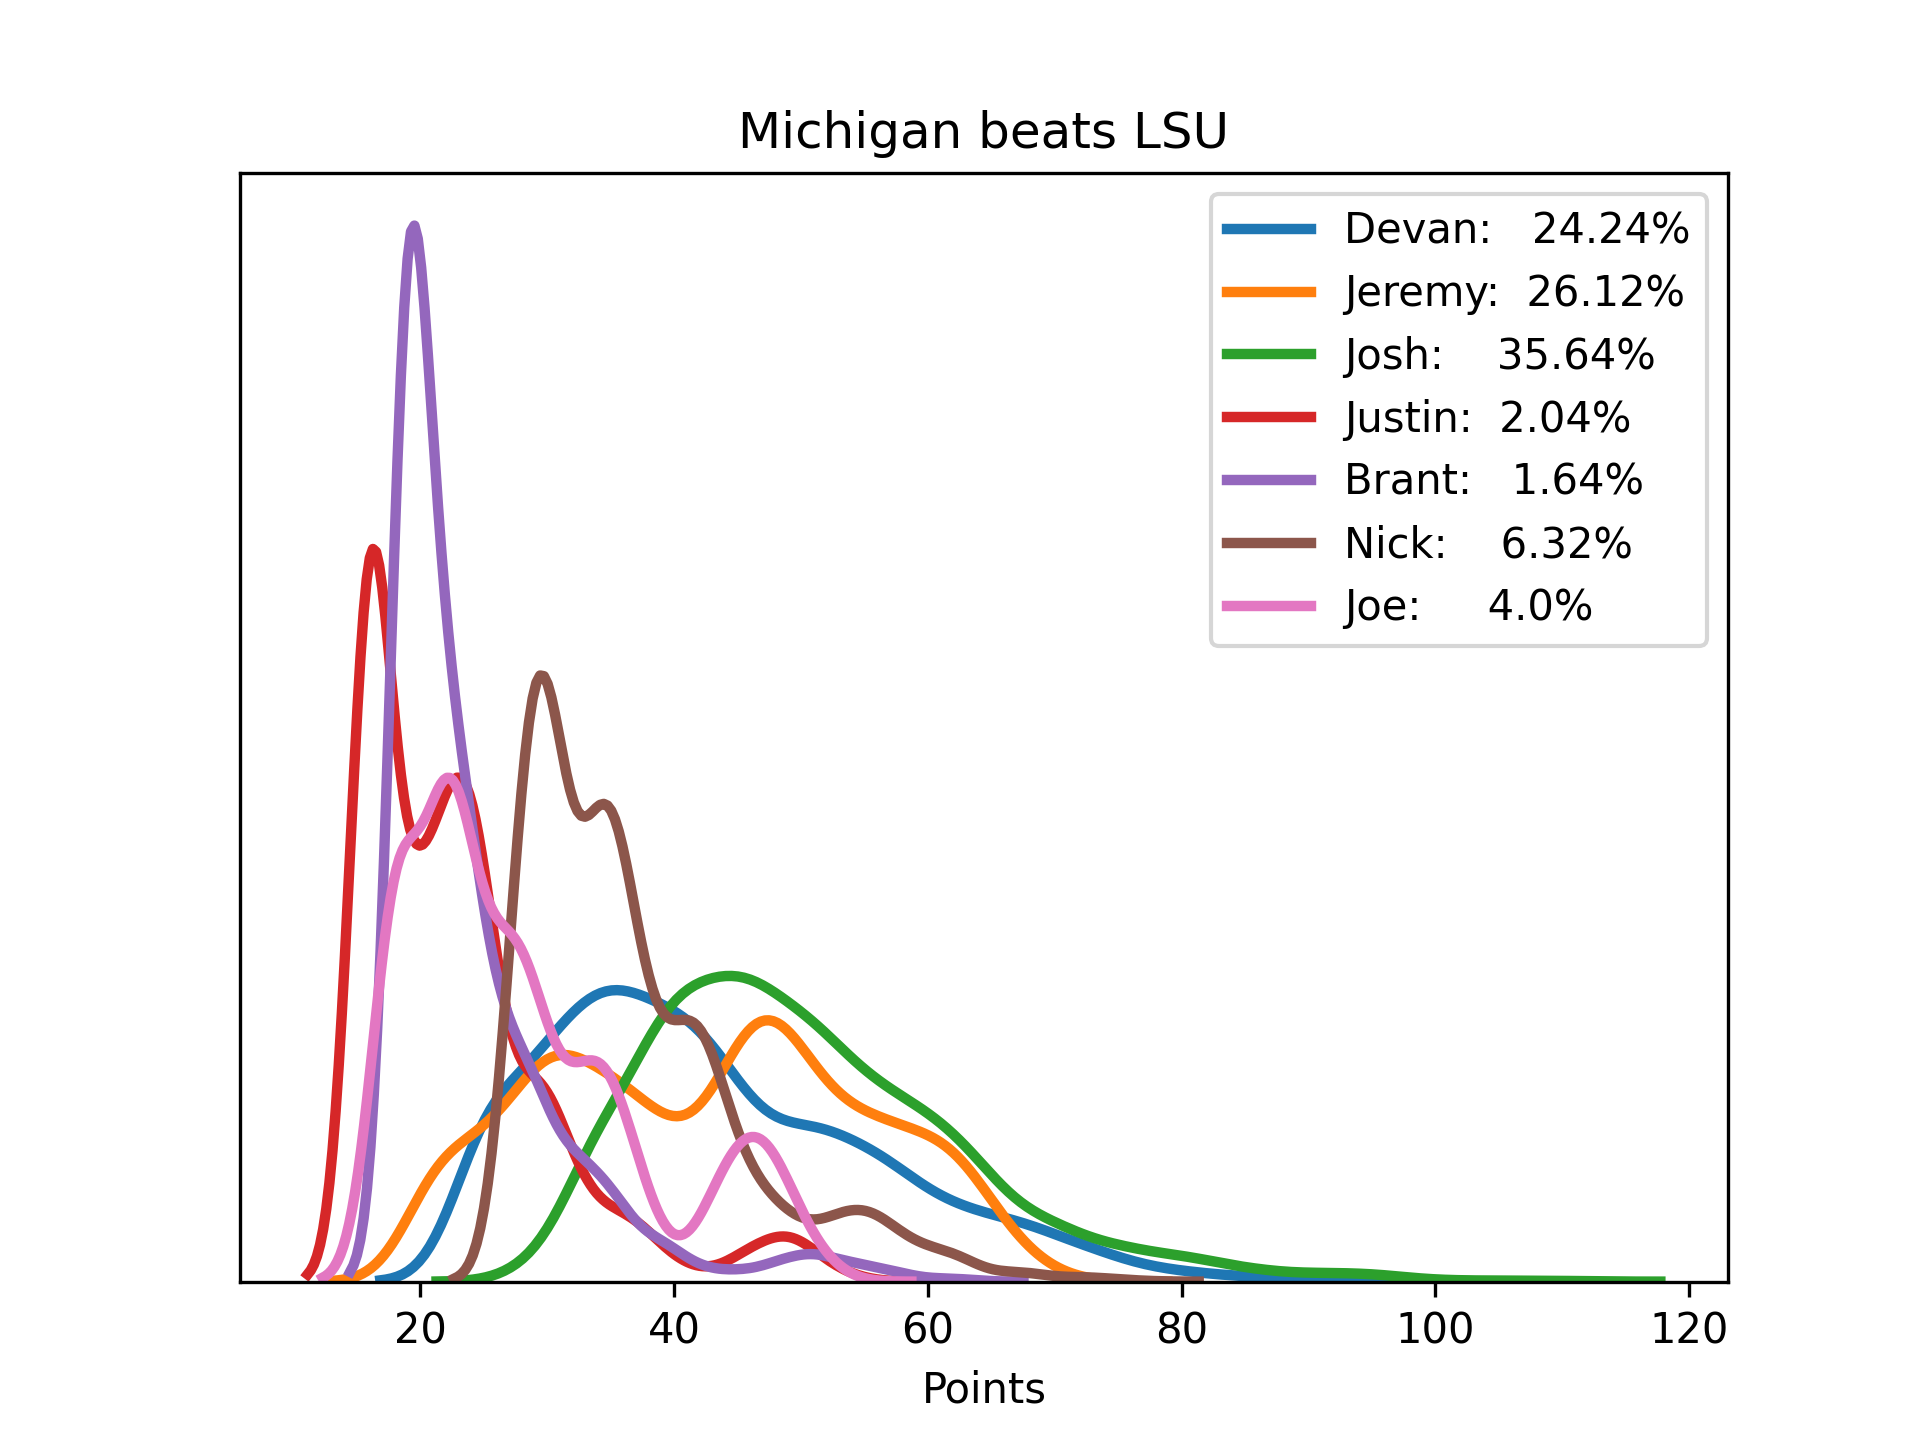 Michigan beats LSU
Devan: 24.24%
Jeremy: 26.12%
Josh: 35.64%
Justin: 2.04%
Brant: 1.64%
Nick: 6.32%
Joe: 4.0%
20 40 60 80 100 120
Points